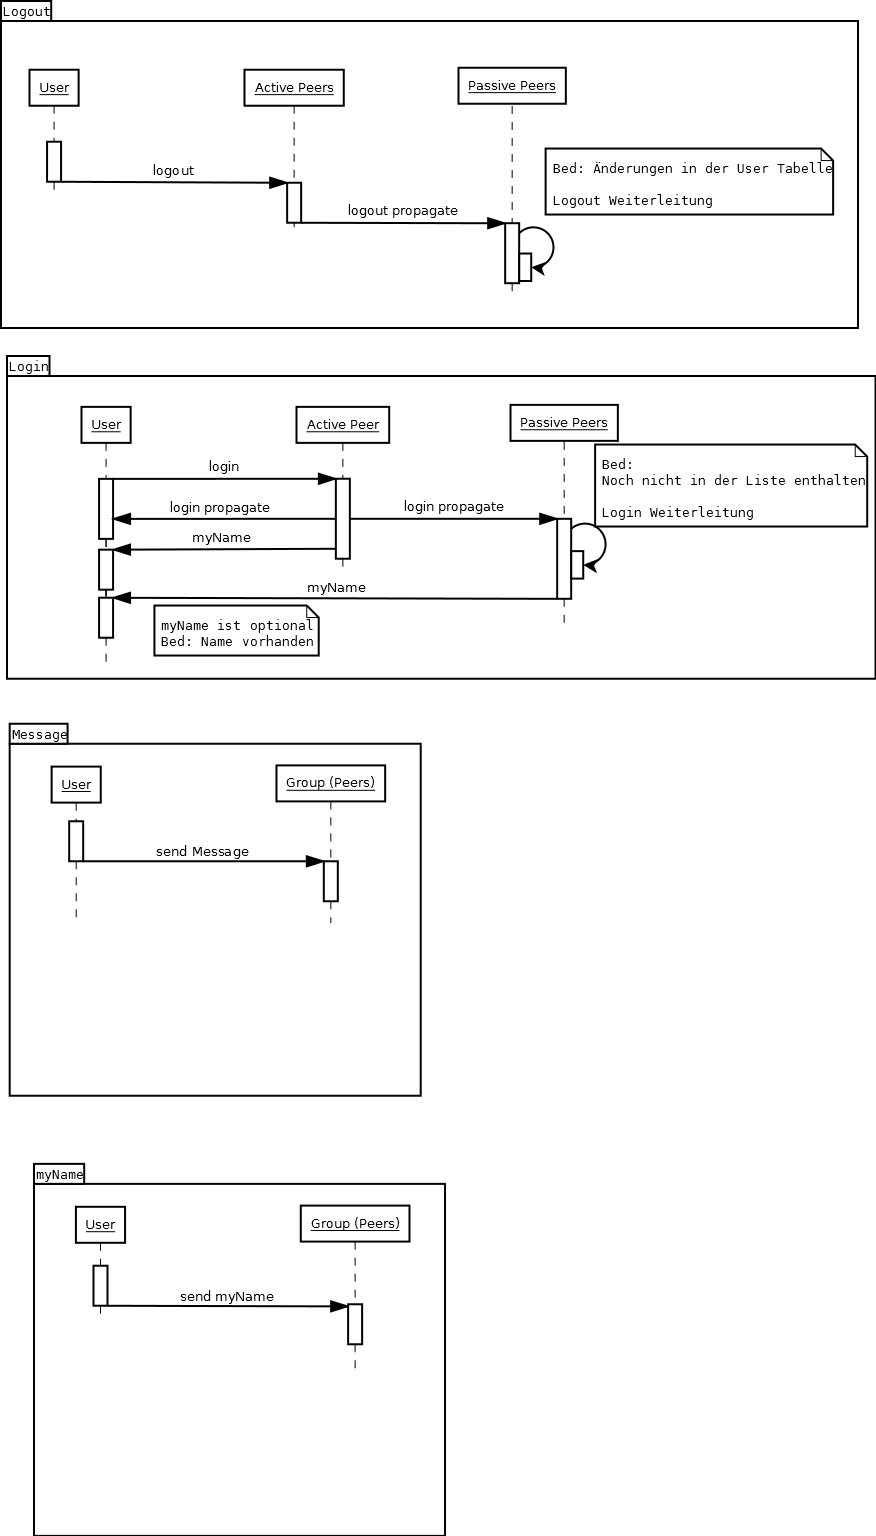 Logout
User
Active Peers
Passive Peers
Bed: Änderungen in der User Tabelle
Logout Weiterleitung
logout
logout propagate
Login
User
Active Peer
Passive Peers
Bed:
Noch nicht in der Liste enthalten
Login Weiterleitung
login
login propagate
login propagate
myName
myName
myName ist optional
Bed: Name vorhanden
Message
User
Group (Peers)
send Message
myName
User
Group (Peers)
send myName